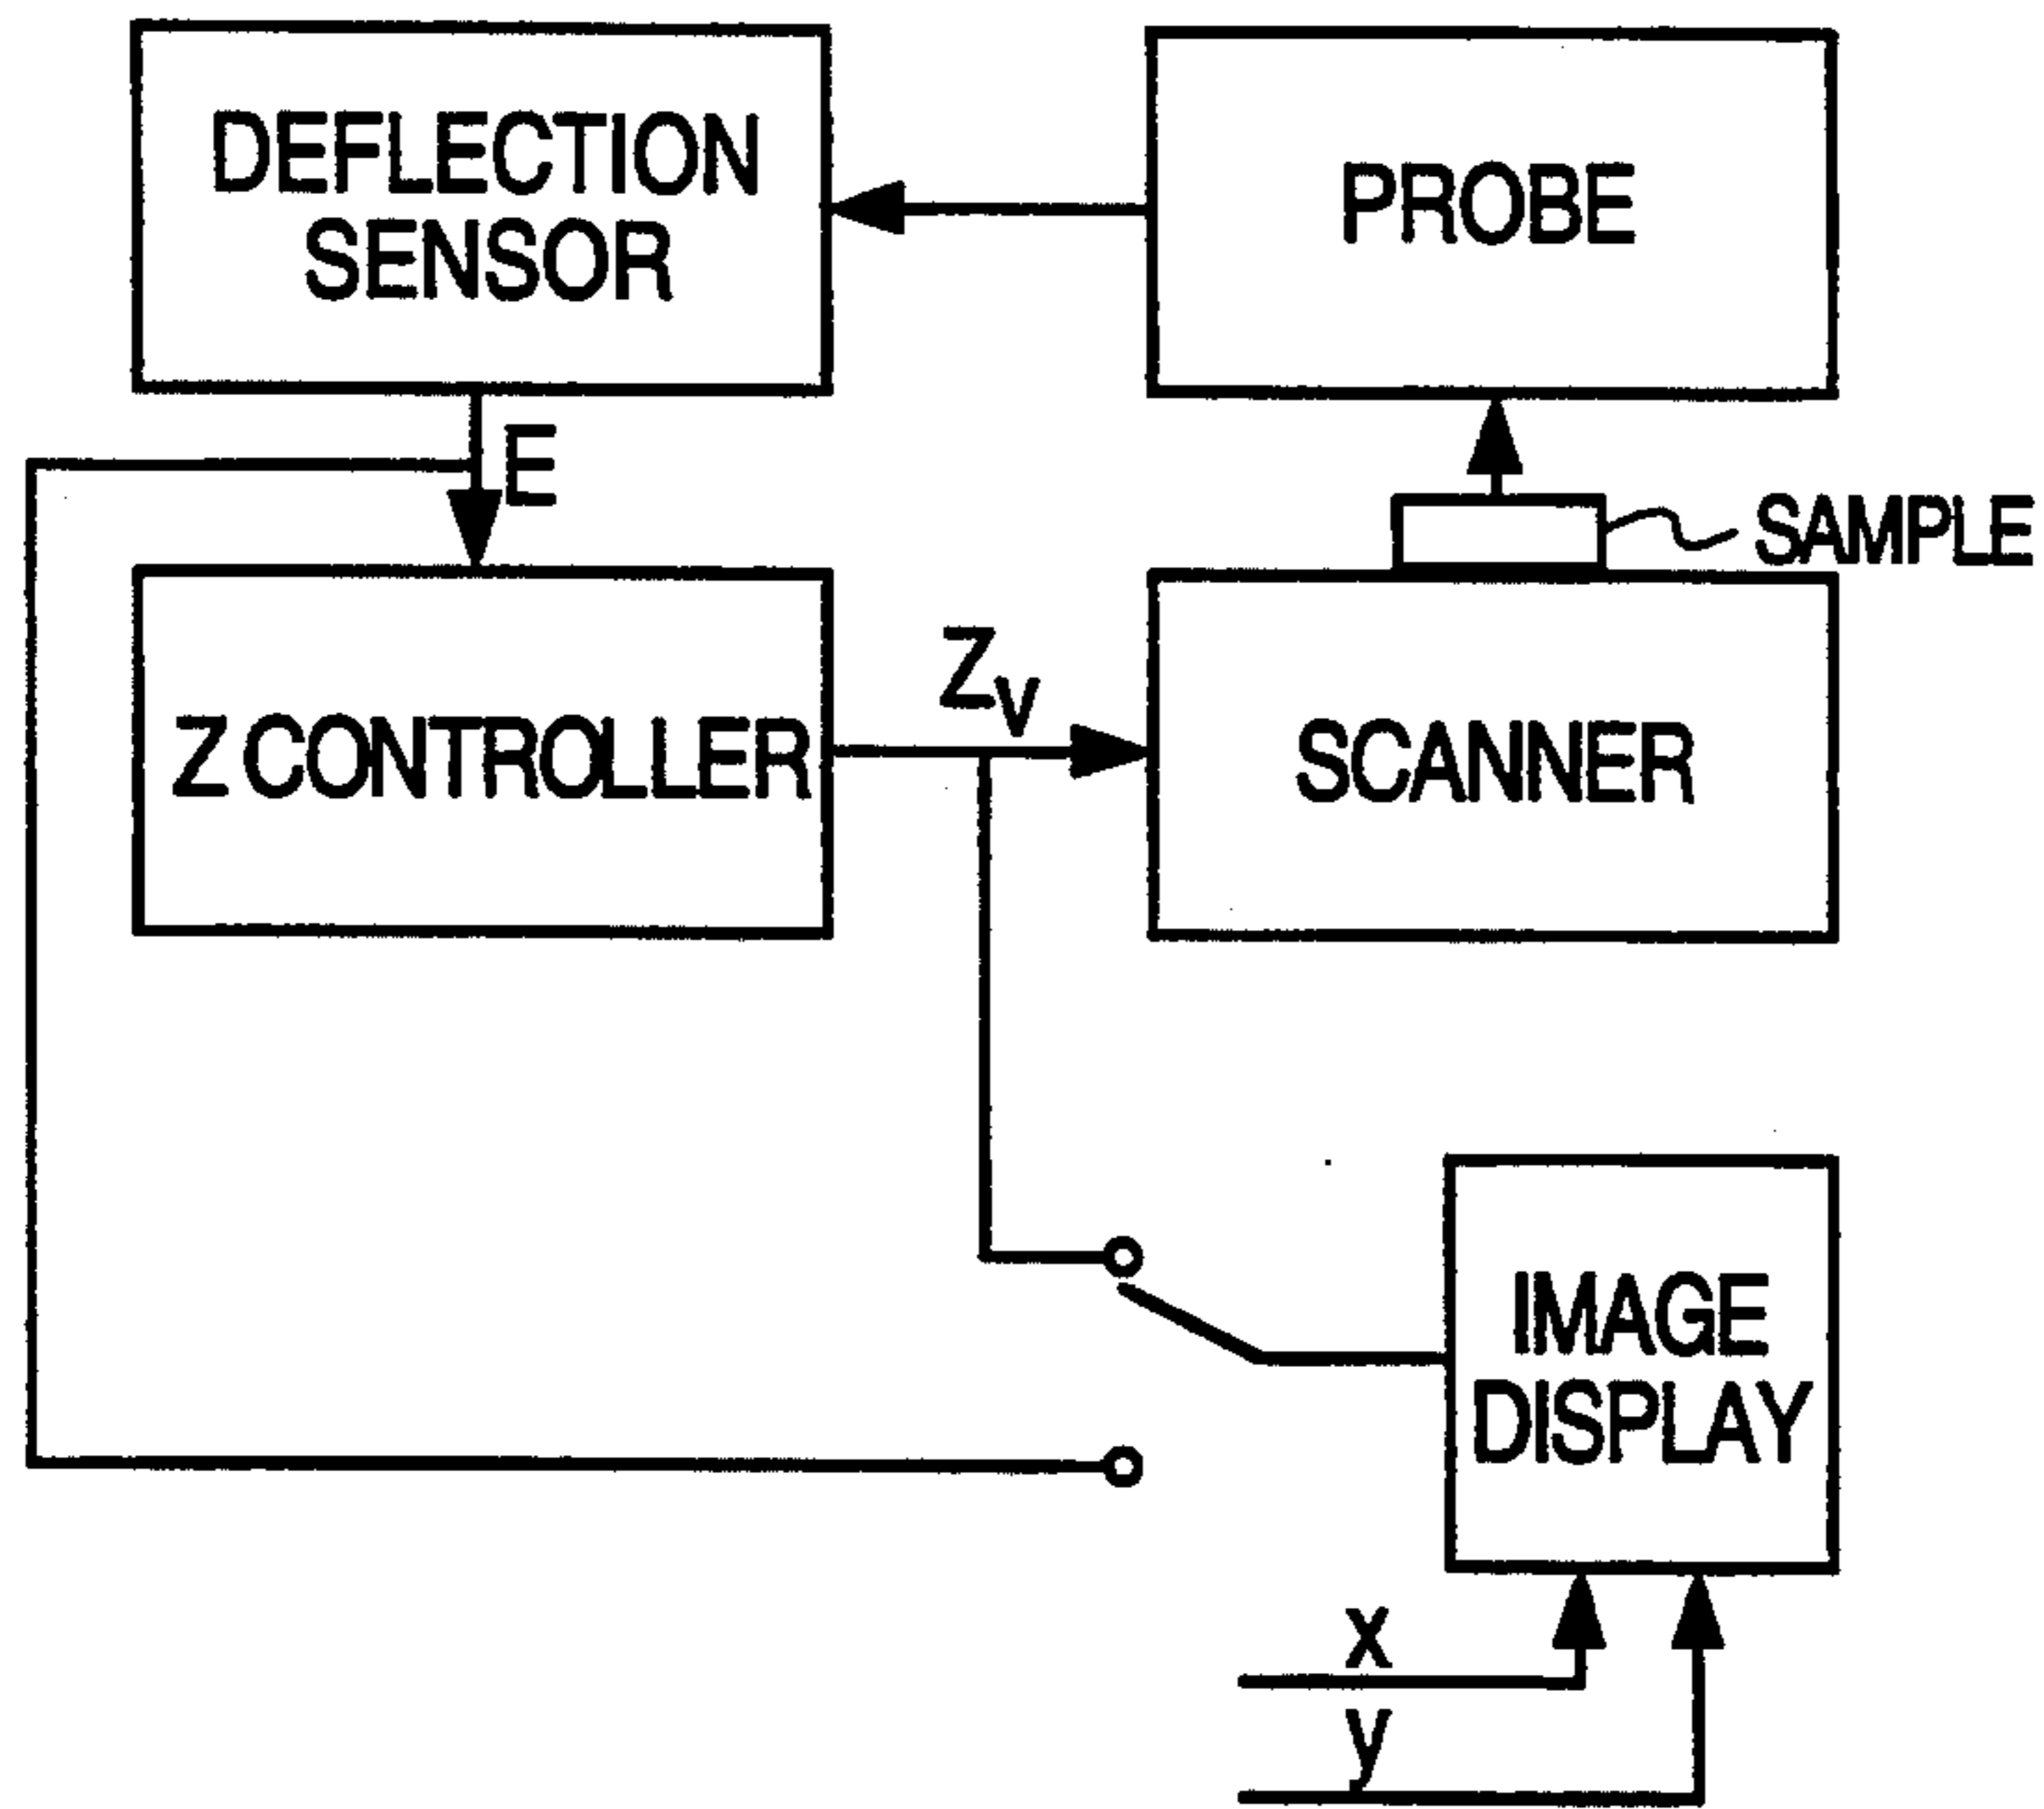 DEFLECTION
SENSOR
PROBE
E
SAMPLE
Z CONTROLLER
Zv
SCANNER
IMAGE
DISPLAY
x
y